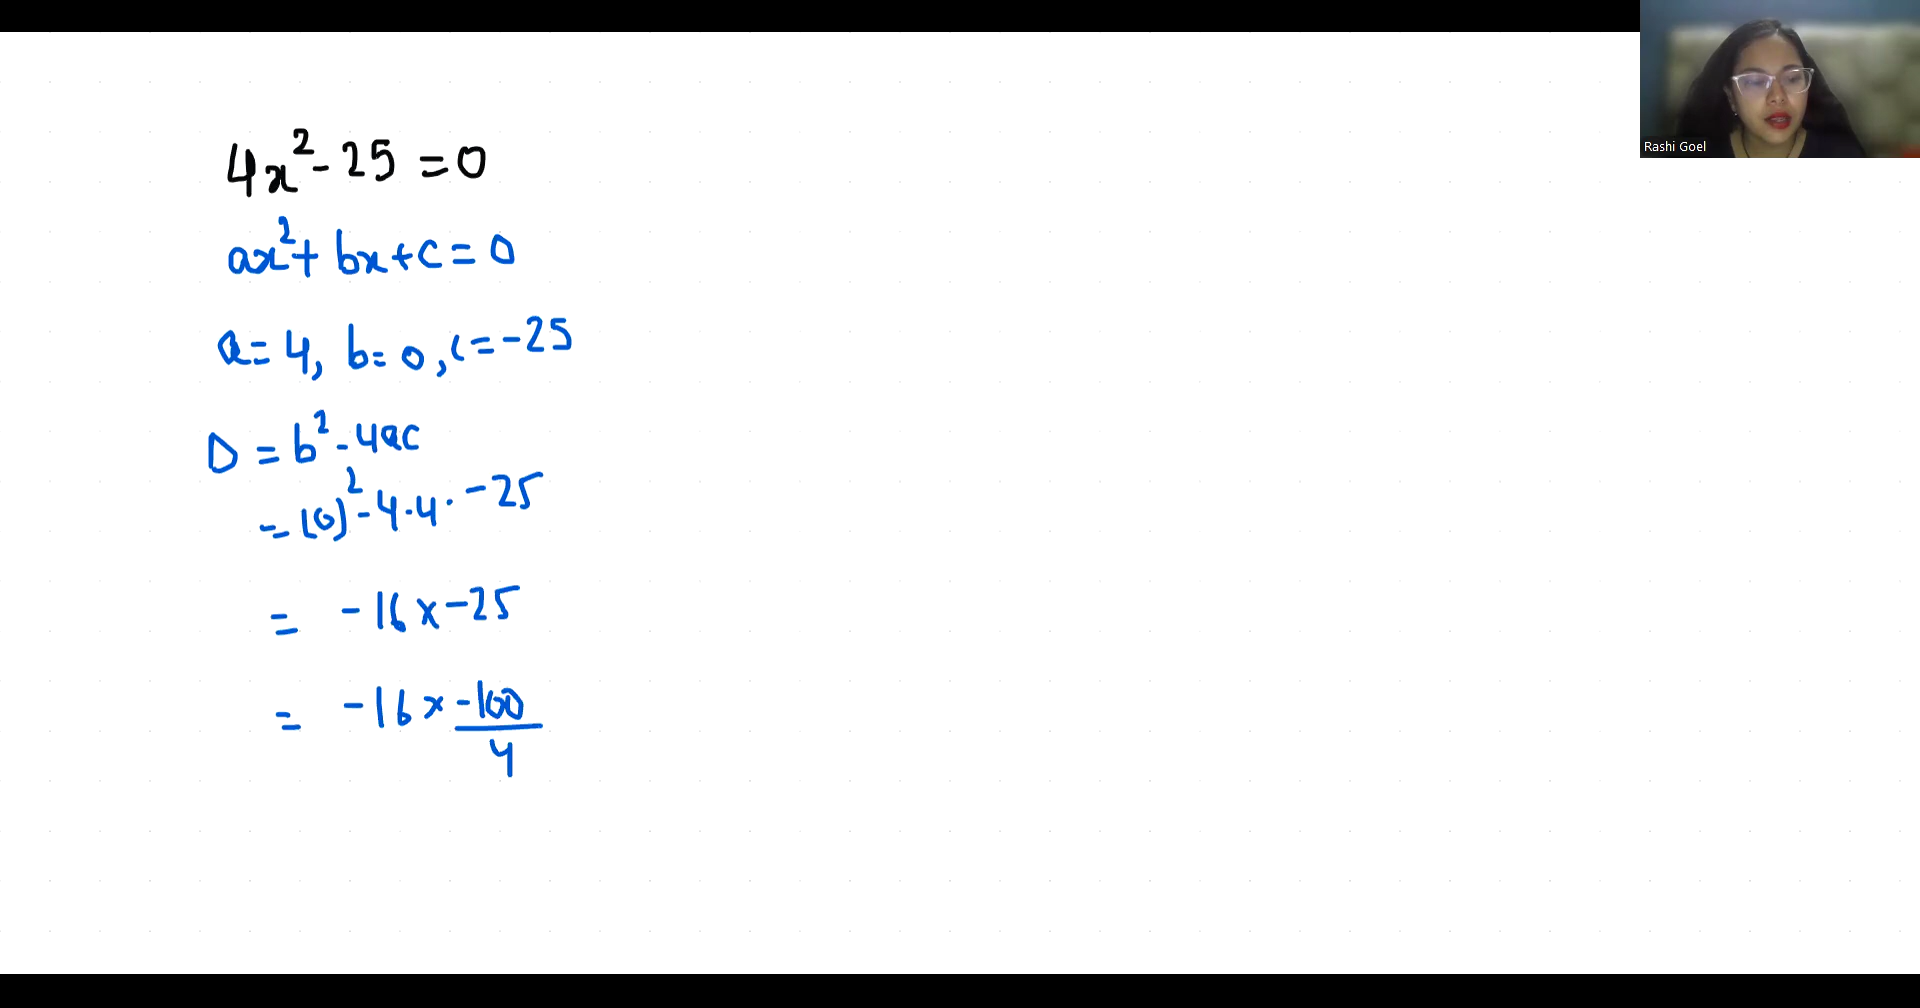 4x² - 25 = 0
ax² + bx + c = 0
a = 4, b = 0, c = -25
D = b² - 4ac
= (0)² - 4 · 4 · -25
= -16 x -25
= -16 x -100/4
Rashi Goel